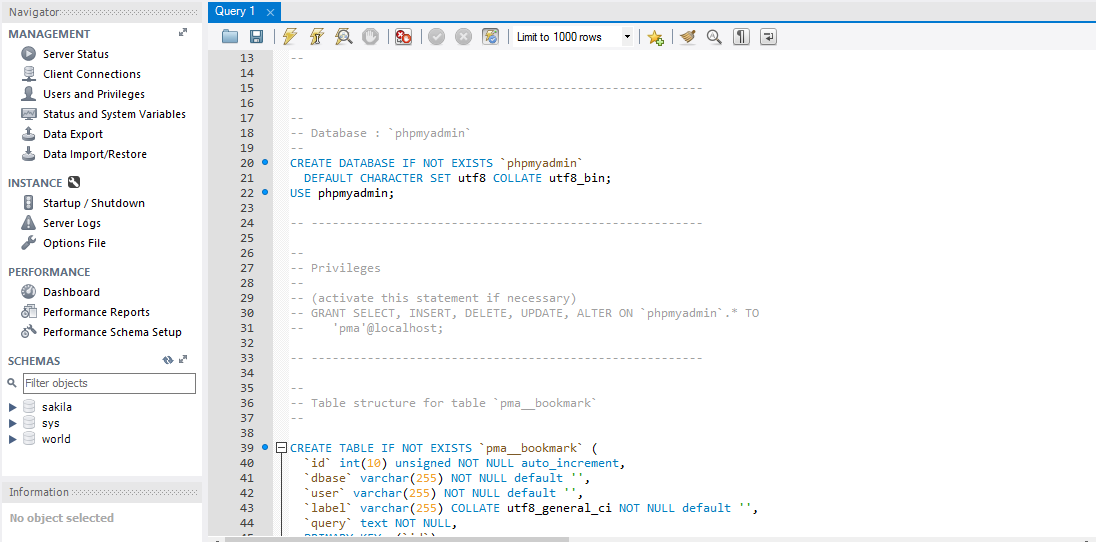 Navigator
MANAGEMENT
Server Status
Client Connections
Users and Privileges
Status and System Variables
Data Export
Data Import/Restore
INSTANCE
Startup / Shutdown
Server Logs
Options File
PERFORMANCE
Dashboard
Performance Reports
Performance Schema Setup
SCHEMAS
Filter objects
sakila
sys
world
Information
No object selected
Query 1
Limit to 1000 rows
13 --
14
15 -- --------------------------------------------------------
16
17 --
18 -- Database : `phpmyadmin`
19 --
20 CREATE DATABASE IF NOT EXISTS `phpmyadmin`
21 DEFAULT CHARACTER SET utf8 COLLATE utf8_bin;
22 USE phpmyadmin;
23
24 -- --------------------------------------------------------
25
26 --
27 -- Privileges
28 --
29 -- (activate this statement if necessary)
30 -- GRANT SELECT, INSERT, DELETE, UPDATE, ALTER ON `phpmyadmin`.* TO
31 -- 'pma'@localhost;
32
33 -- --------------------------------------------------------
34
35 --
36 -- Table structure for table `pma__bookmark`
37 --
38
39 CREATE TABLE IF NOT EXISTS `pma__bookmark` (
40 `id` int(10) unsigned NOT NULL auto_increment,
41 `dbase` varchar(255) NOT NULL default '',
42 `user` varchar(255) NOT NULL default '',
43 `label` varchar(255) COLLATE utf8_general_ci NOT NULL default '',
44 `query` text NOT NULL,